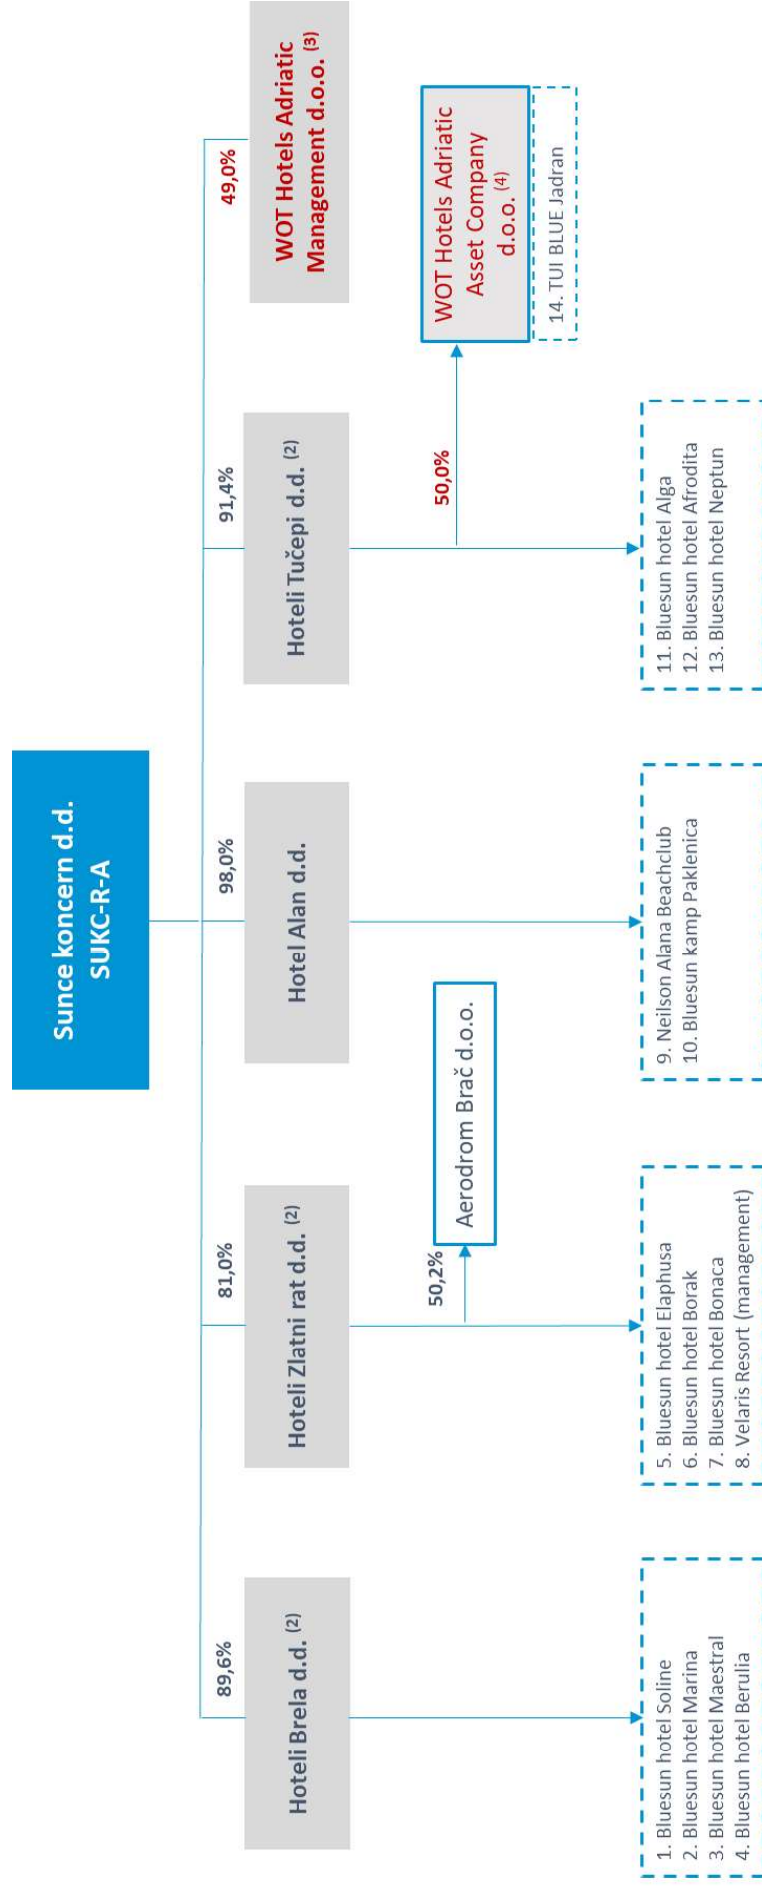 Sunce koncern d.d.
SUKC-R-A
89,6%
81,0%
98,0%
91,4%
49,0%
Hoteli Brela d.d. (2)
Hoteli Zlatni rat d.d. (2)
Hotel Alan d.d.
Hoteli Tučepi d.d. (2)
WOT Hotels Adriatic
Management d.o.o. (3)
50,2%
Aerodrom Brač d.o.o.
50,0%
WOT Hotels Adriatic
Asset Company
d.o.o. (4)
14. TUI BLUE Jadran
1. Bluesun hotel Soline
2. Bluesun hotel Marina
3. Bluesun hotel Maestral
4. Bluesun hotel Berulia
5. Bluesun hotel Elaphusa
6. Bluesun hotel Borak
7. Bluesun hotel Bonaca
8. Velaris Resort (management)
9. Neilson Alana Beachclub
10. Bluesun kamp Paklenica
11. Bluesun hotel Alga
12. Bluesun hotel Afrodita
13. Bluesun hotel Neptun